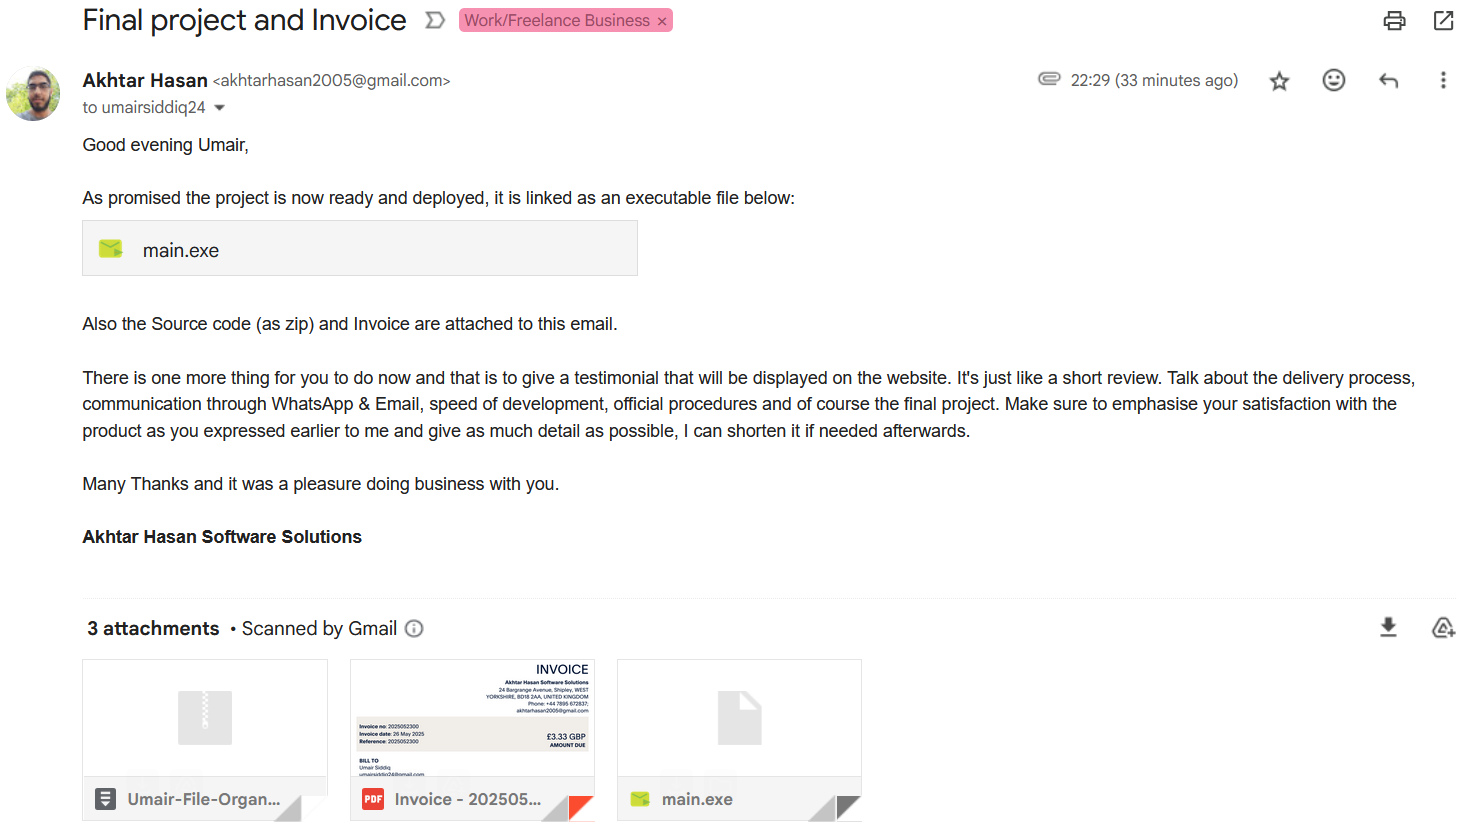 Final project and Invoice
Work/Freelance Business ×
Akhtar Hasan <akhtarhasan2005@gmail.com>
22:29 (33 minutes ago)
to umairsiddiq24
Good evening Umair,
As promised the project is now ready and deployed, it is linked as an executable file below:
main.exe
Also the Source code (as zip) and Invoice are attached to this email.
There is one more thing for you to do now and that is to give a testimonial that will be displayed on the website. It's just like a short review. Talk about the delivery process,
communication through WhatsApp & Email, speed of development, official procedures and of course the final project. Make sure to emphasise your satisfaction with the
product as you expressed earlier to me and give as much detail as possible, I can shorten it if needed afterwards.
Many Thanks and it was a pleasure doing business with you.
Akhtar Hasan Software Solutions
3 attachments • Scanned by Gmail
Umair-File-Organ...
INVOICE
Akhtar Hasan Software Solutions
24 Bargrange Avenue, Shipley, WEST
YORKSHIRE, BD18 2AA, UNITED KINGDOM
Phone: +44 7895 672837;
akhtarhasan2005@gmail.com
Invoice no: 2025052300
Invoice date: 26 May 2025
Reference: 2025052300
£3.33 GBP
AMOUNT DUE
BILL TO
Umair Siddiq
umairsiddiq24@gmail.com
PDF
Invoice - 202505...
main.exe